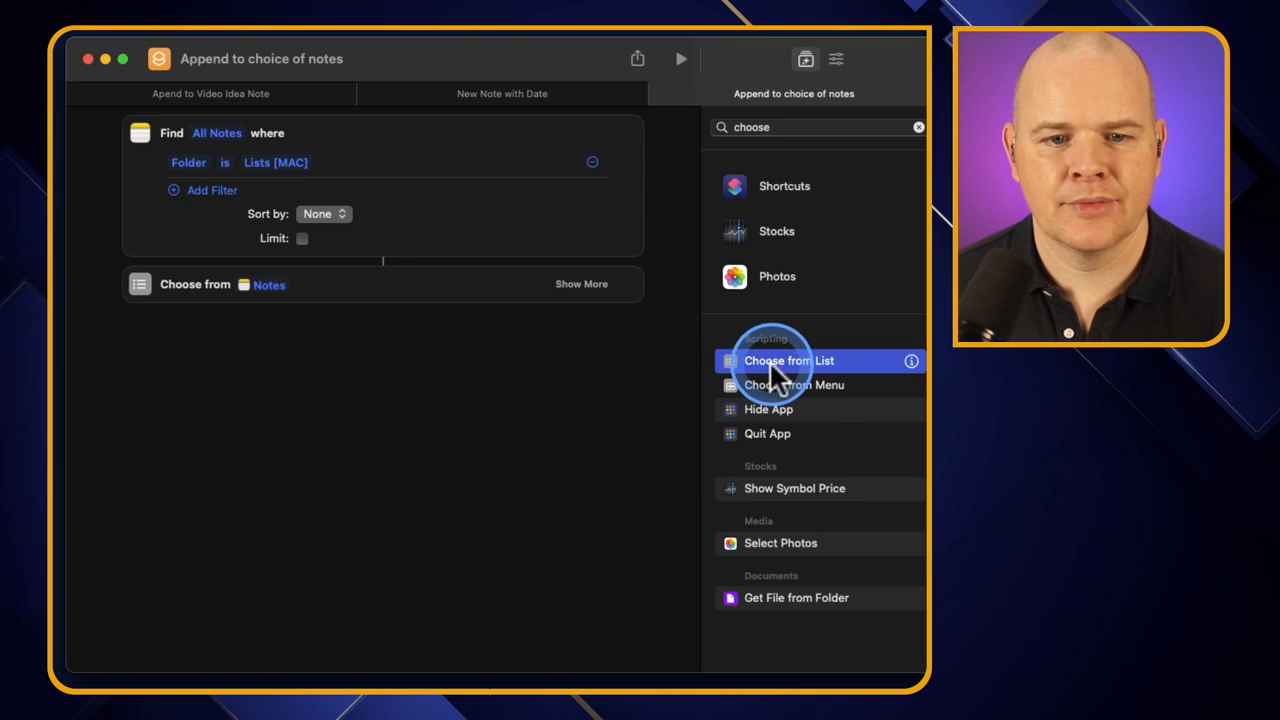 Append to choice of notes
Apend to Video Idea Note
New Note with Date
Append to choice of notes
Find All Notes where
Folder is Lists [MAC]
Add Filter
Sort by: None
Limit:
Choose from Notes Show More
choose
Shortcuts
Stocks
Photos
Scripting
Choose from List
Choose from Menu
Hide App
Quit App
Stocks
Show Symbol Price
Media
Select Photos
Documents
Get File from Folder